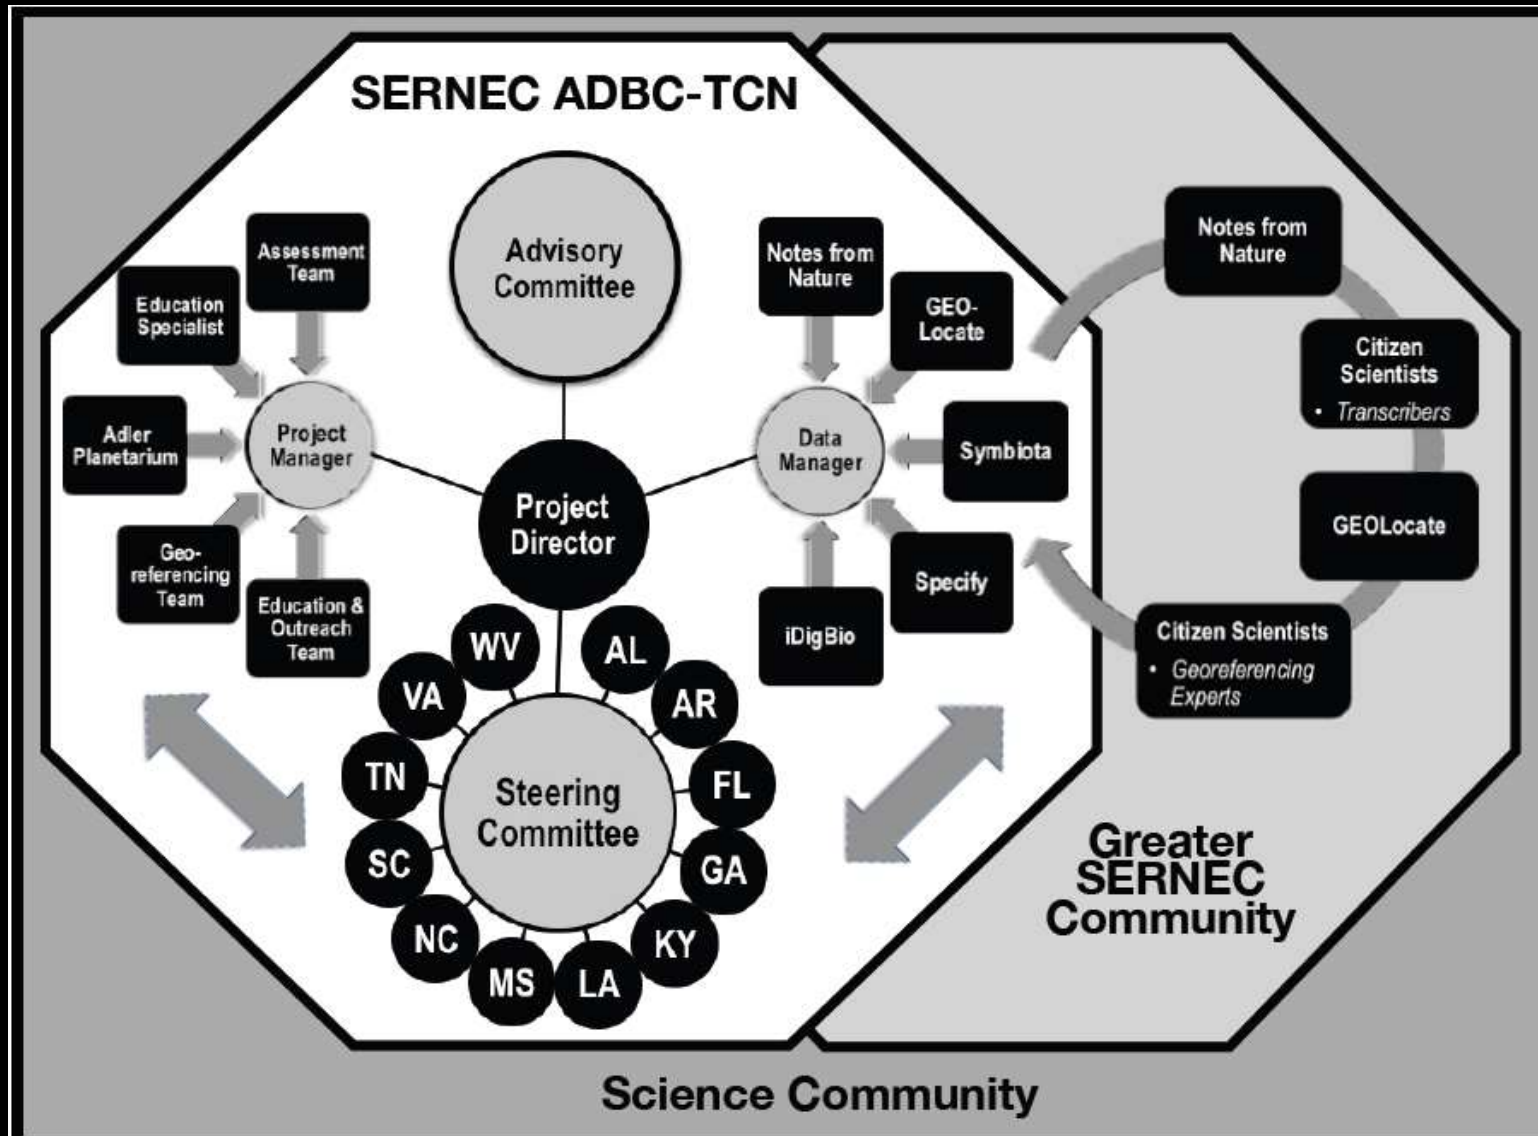 SERNEC ADBC-TCN
Advisory
Committee
Assessment
Team
Education
Specialist
Adler
Planetarium
Geo-
referencing
Team
Education &
Outreach
Team
Project
Manager
Project
Director
Notes from
Nature
GEO-
Locate
Symbiota
Specify
iDigBio
Data
Manager
WV
AL
VA
AR
TN
FL
SC
GA
NC
KY
MS
LA
Steering
Committee
Notes from
Nature
Citizen
Scientists
• Transcribers
GEOLocate
Citizen Scientists
• Georeferencing
Experts
Greater
SERNEC
Community
Science Community